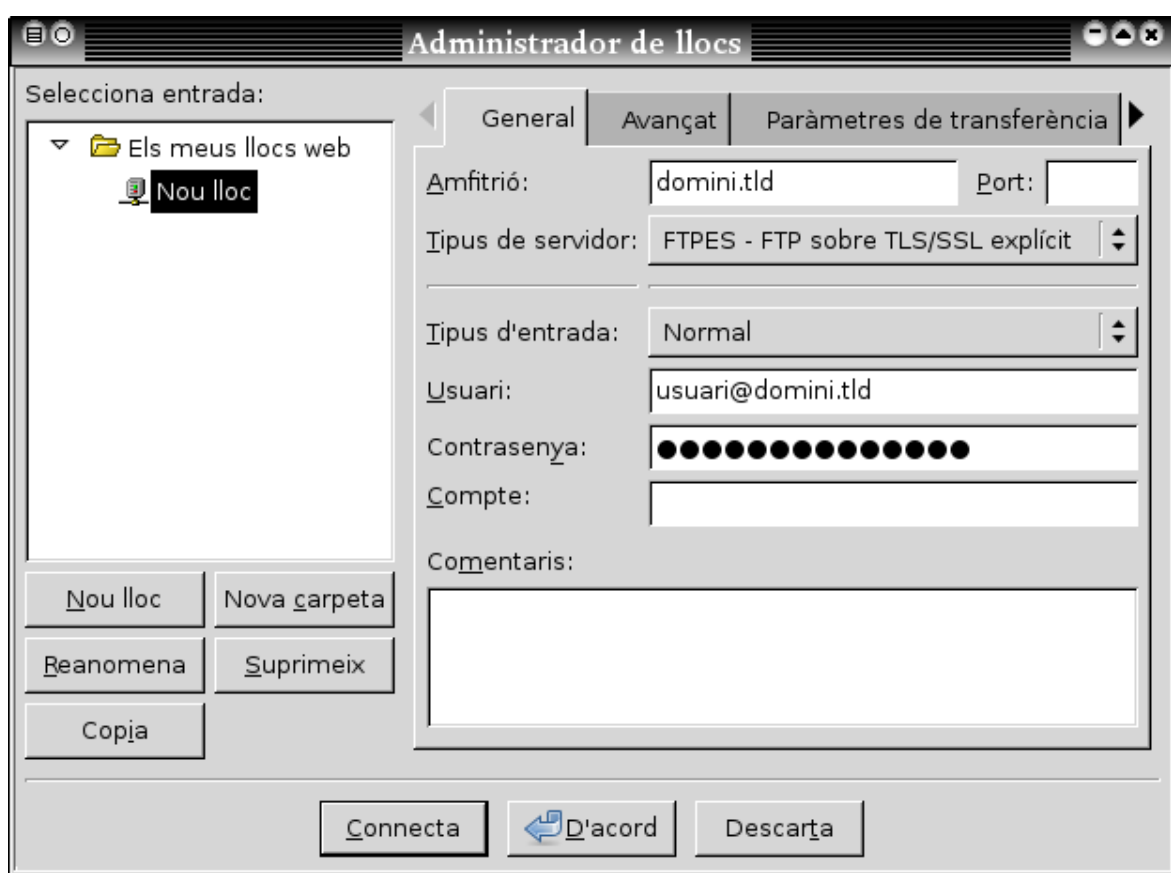 Administrador de llocs
Selecciona entrada:
Els meus llocs web
Nou lloc
Nou lloc
Nova carpeta
Reanomena
Suprimeix
Copia
General
Avançat
Paràmetres de transferència
Amfitrió:
domini.tld
Port:
Tipus de servidor:
FTPES - FTP sobre TLS/SSL explícit
Tipus d'entrada:
Normal
Usuari:
usuari@domini.tld
Contrasenya:
●●●●●●●●●●●●●●
Compte:
Comentaris:
Connecta
D'acord
Descarta